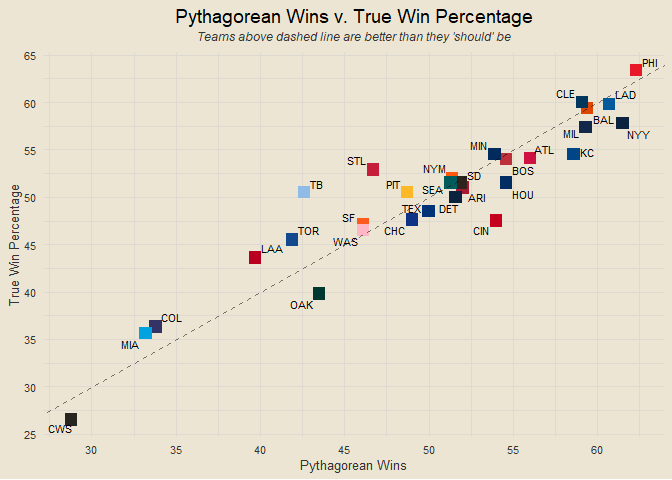 Pythagorean Wins v. True Win Percentage
Teams above dashed line are better than they 'should' be
65
PHI
CLE
LAD
60
BAL
MIL
NYY
55
MIN
ATL
KC
STL
NYM
BOS
TB
PIT
SEA
SD
50
ARI
HOU
TEX
DET
SF
CHC
CIN
45
TOR
WAS
LAA
40
OAK
COL
35
MIA
30
CWS
25
30
35
40
45
50
55
60
Pythagorean Wins
True Win Percentage